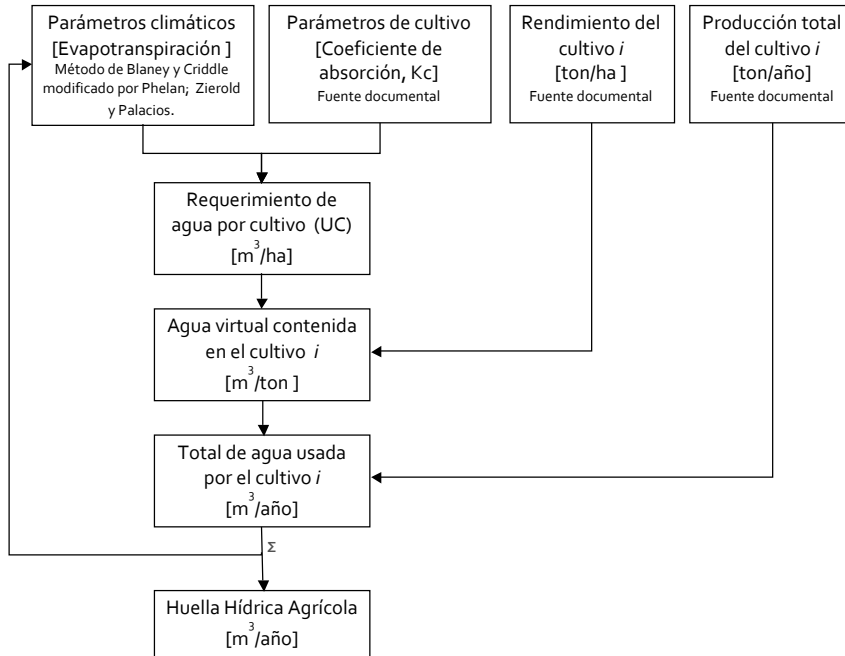 Parámetros climáticos
[Evapotranspiración ]
Método de Blaney y Criddle
modificado por Phelan; Zierold
y Palacios.
Parámetros de cultivo
[Coeficiente de
absorción, Kc]
Fuente documental
Rendimiento del
cultivo i
[ton/ha ]
Fuente documental
Producción total
del cultivo i
[ton/año]
Fuente documental
Requerimiento de
agua por cultivo (UC)
[m³/ha]
Agua virtual contenida
en el cultivo i
[m³/ton ]
Total de agua usada
por el cultivo i
[m³/año]
Σ
Huella Hídrica Agrícola
[m³/año]